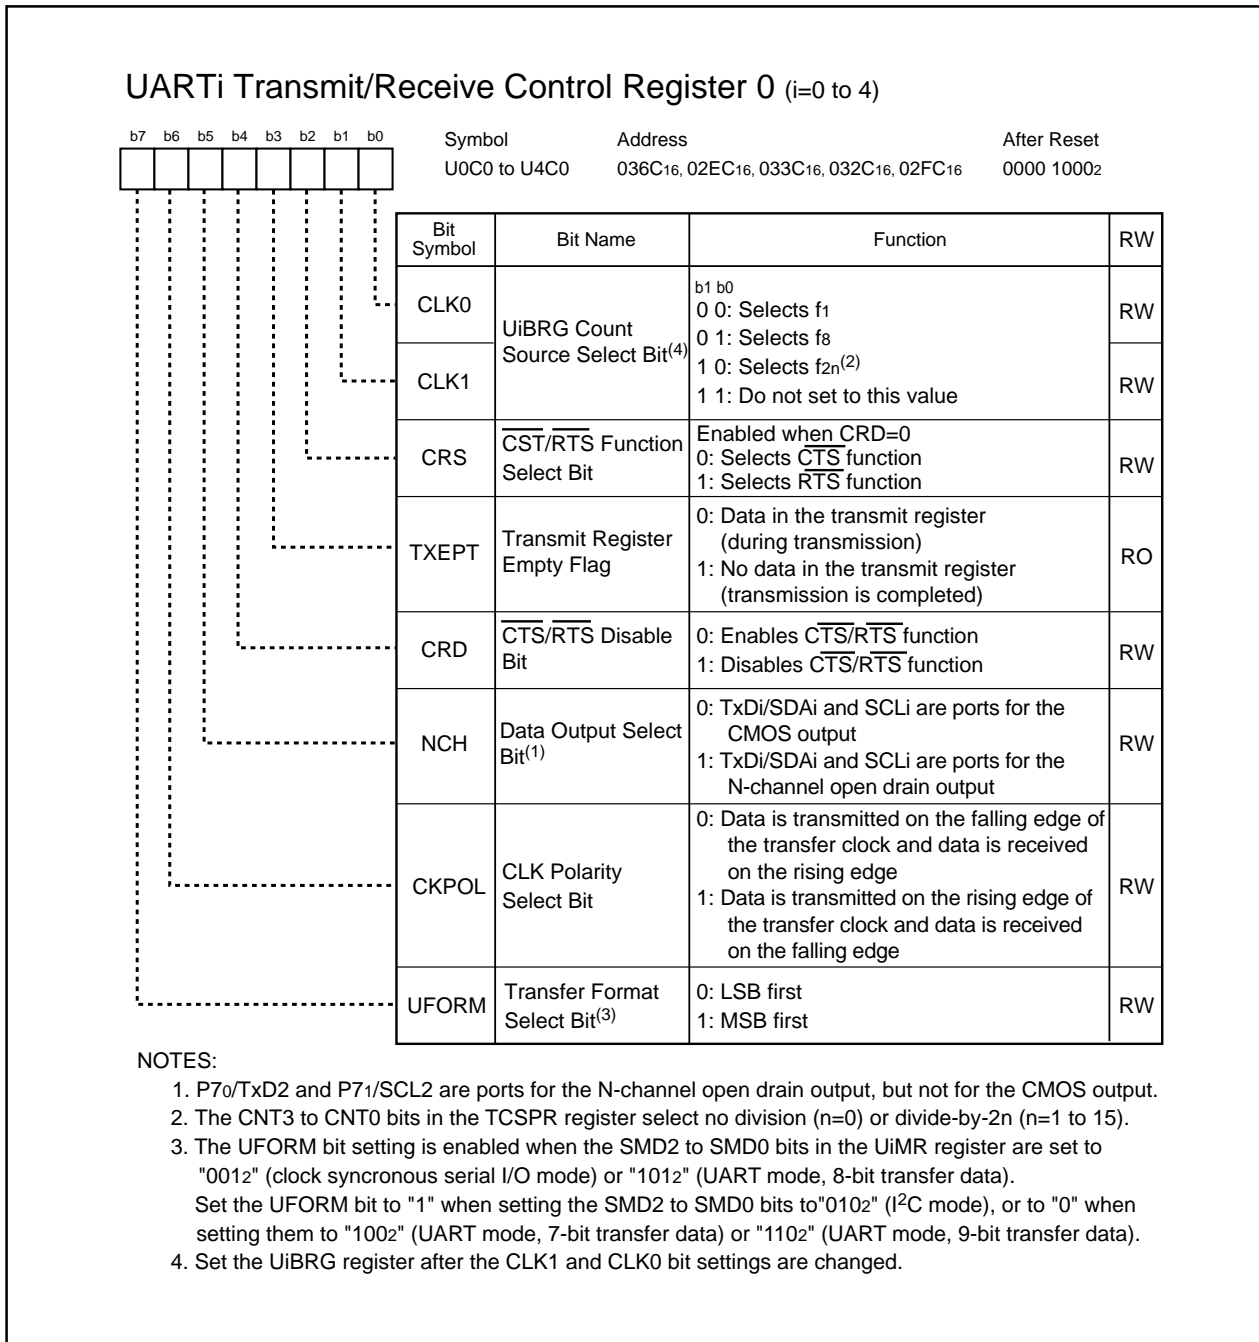 UARTi Transmit/Receive Control Register 0 (i=0 to 4)
b7 b6 b5 b4 b3 b2 b1 b0
Symbol Address After Reset
U0C0 to U4C0 036C16, 02EC16, 033C16, 032C16, 02FC16 0000 10002
Bit Symbol Bit Name Function RW
CLK0
CLK1
UiBRG Count
Source Select Bit(4)
b1 b0
0 0: Selects f1
0 1: Selects f8
1 0: Selects f2n(2)
1 1: Do not set to this value
RW
RW
CRS
CST/RTS Function
Select Bit
Enabled when CRD=0
0: Selects CTS function
1: Selects RTS function
RW
TXEPT
Transmit Register
Empty Flag
0: Data in the transmit register
(during transmission)
1: No data in the transmit register
(transmission is completed)
RO
CRD
CTS/RTS Disable
Bit
0: Enables CTS/RTS function
1: Disables CTS/RTS function
RW
NCH
Data Output Select
Bit(1)
0: TxDi/SDAi and SCLi are ports for the
CMOS output
1: TxDi/SDAi and SCLi are ports for the
N-channel open drain output
RW
CKPOL
CLK Polarity
Select Bit
0: Data is transmitted on the falling edge of
the transfer clock and data is received
on the rising edge
1: Data is transmitted on the rising edge of
the transfer clock and data is received
on the falling edge
RW
UFORM
Transfer Format
Select Bit(3)
0: LSB first
1: MSB first
RW
NOTES:
1. P70/TxD2 and P71/SCL2 are ports for the N-channel open drain output, but not for the CMOS output.
2. The CNT3 to CNT0 bits in the TCSPR register select no division (n=0) or divide-by-2n (n=1 to 15).
3. The UFORM bit setting is enabled when the SMD2 to SMD0 bits in the UiMR register are set to
"0012" (clock syncronous serial I/O mode) or "1012" (UART mode, 8-bit transfer data).
Set the UFORM bit to "1" when setting the SMD2 to SMD0 bits to"0102" (I2C mode), or to "0" when
setting them to "1002" (UART mode, 7-bit transfer data) or "1102" (UART mode, 9-bit transfer data).
4. Set the UiBRG register after the CLK1 and CLK0 bit settings are changed.